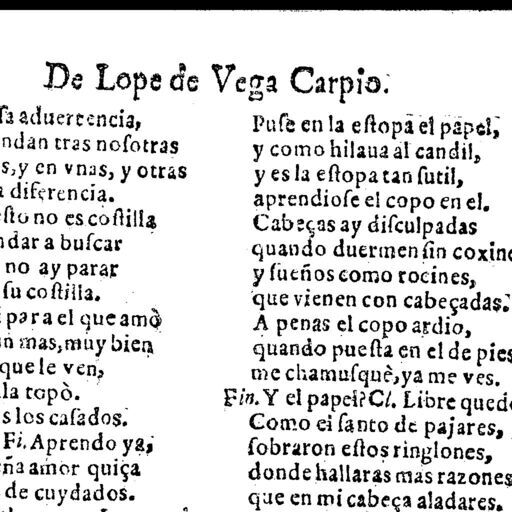 De Lope de Vega Carpio.
sa aduertencia,
ndan tras nosotras
s, y en vnas, y otras
a diferencia.
esto no es costilla
ndar a buscar
no ay parar
su costilla.
para el que amò
n mas, muy bien
que le ven,
la topò.
s los casados.
Fi. Aprendo ya,
ña amor quiça
de cuydados.
Puse en la estopa el papel,
y como hilaua al candil,
y es la estopa tan sutil,
aprendiose el copo en el.
Cabeças ay disculpadas
quando duermen sin coxine
y sueños como rocines,
que vienen con cabeçadas.
A penas el copo ardio,
quando puesta en el de pies
me chamusquè, ya me ves.
Fin. Y el papel? Cl. Libre quedo
Como el santo de pajares,
sobraron estos ringlones,
donde hallaras mas razones
que en mi cabeça aladares.